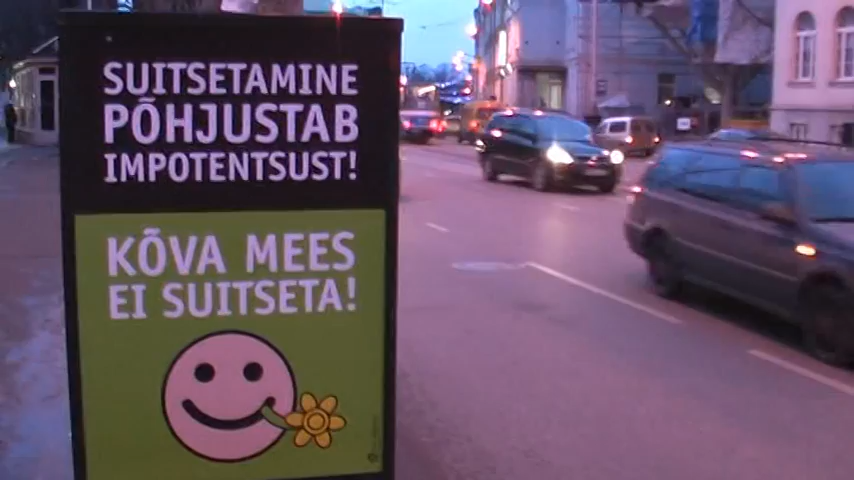 SUITSETAMINE
PÕHJUSTAB
IMPOTENTSUST!
KÕVA MEES
EI SUITSETA!